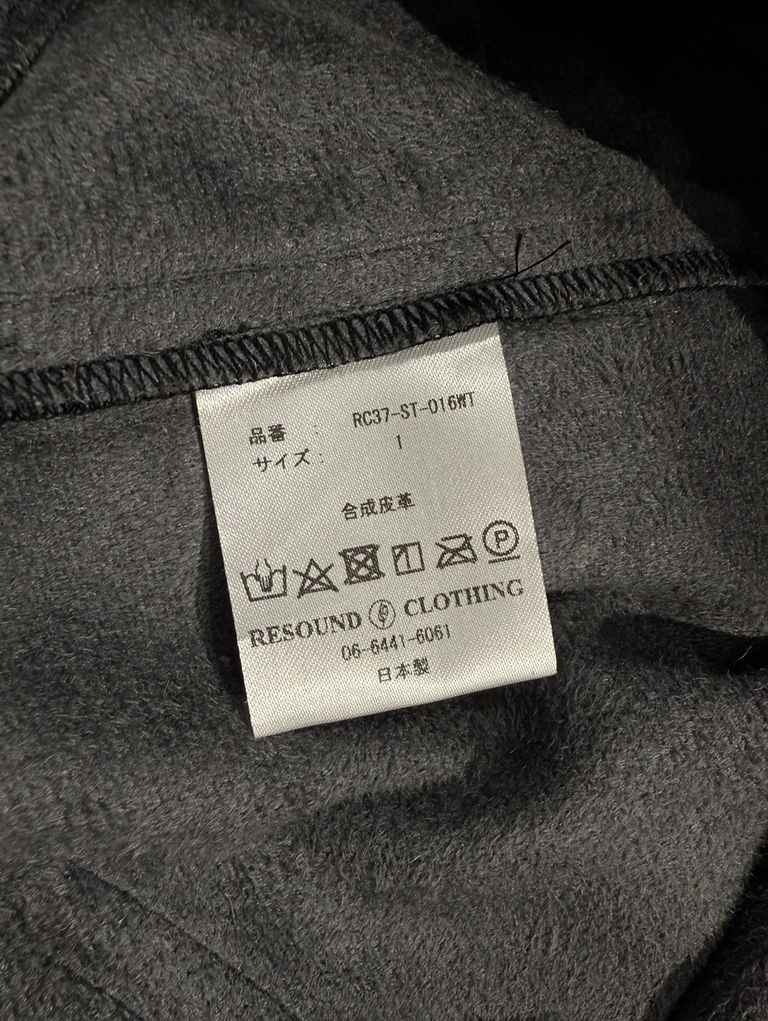 品番 : RC37-ST-016WT
サイズ : 1
合成皮革
P
RESOUND CLOTHING
06-6441-6061
日本製